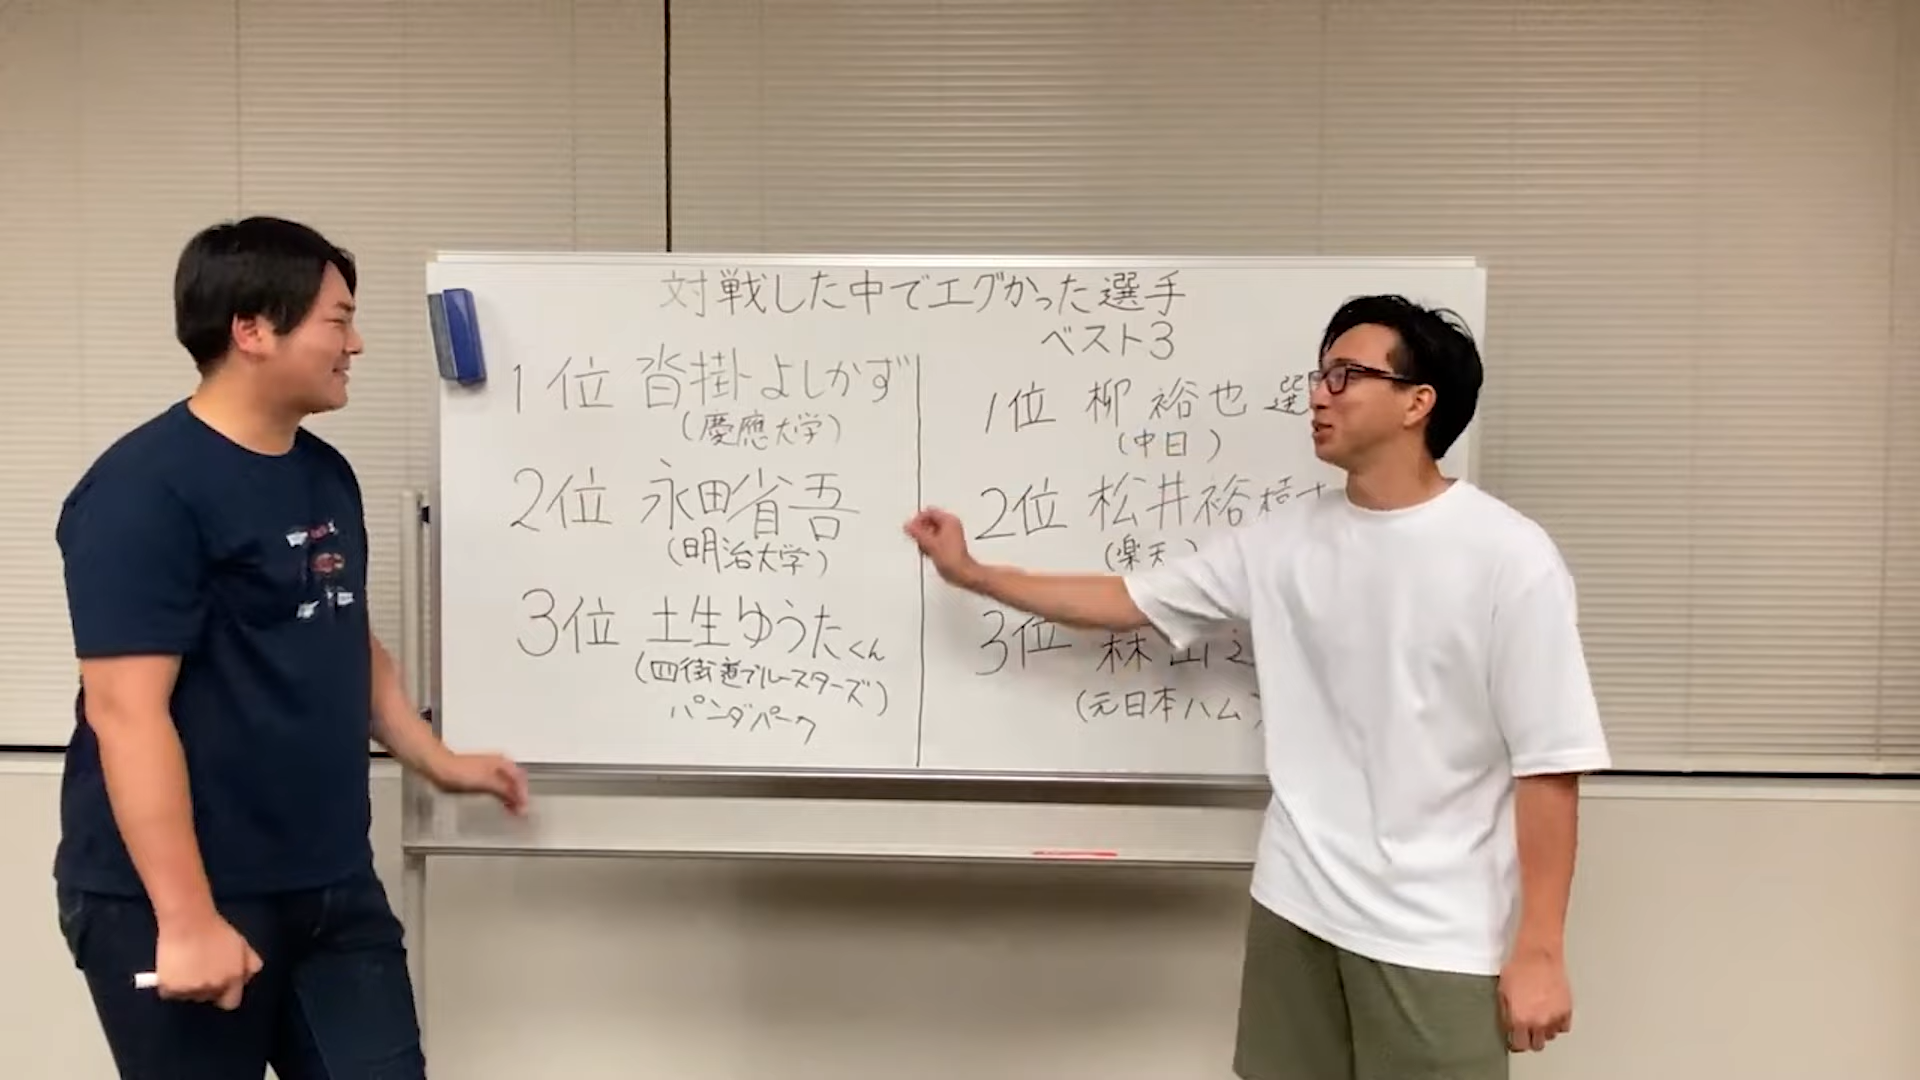 対戦した中でエグかった選手
ベスト3
1位 沓掛よしかず
(慶應大学)
2位 永田省吾
(明治大学)
3位 土生ゆうたくん
(四街道ブルースターズ)
パンダパーク
1位 柳裕也 選
(中日)
2位 松井裕樹
(楽天)
3位
(元日本ハム